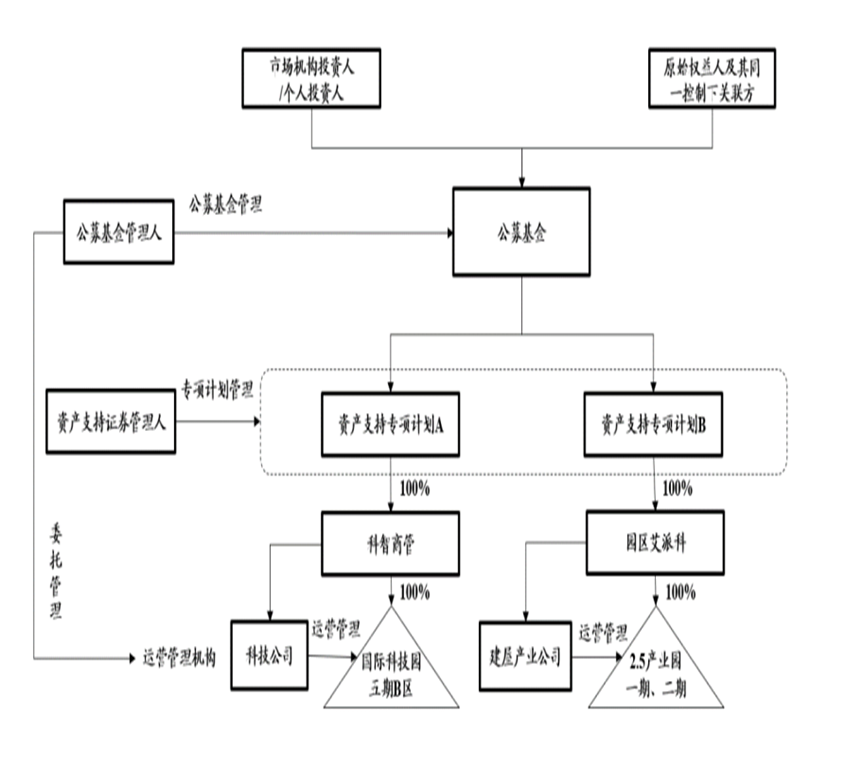 市场机构投资人
/个人投资人
原始权益人及其同
一控制下关联方
公募基金管理
公募基金管理人
公募基金
专项计划管理
资产支持证券管理人
资产支持专项计划A
资产支持专项计划B
100%
100%
委托管理
科智商管
园区艾派科
100%
100%
运营管理机构
科技公司
运营管理
国际科技园
五期B区
建屋产业公司
运营管理
2.5产业园
一期、二期